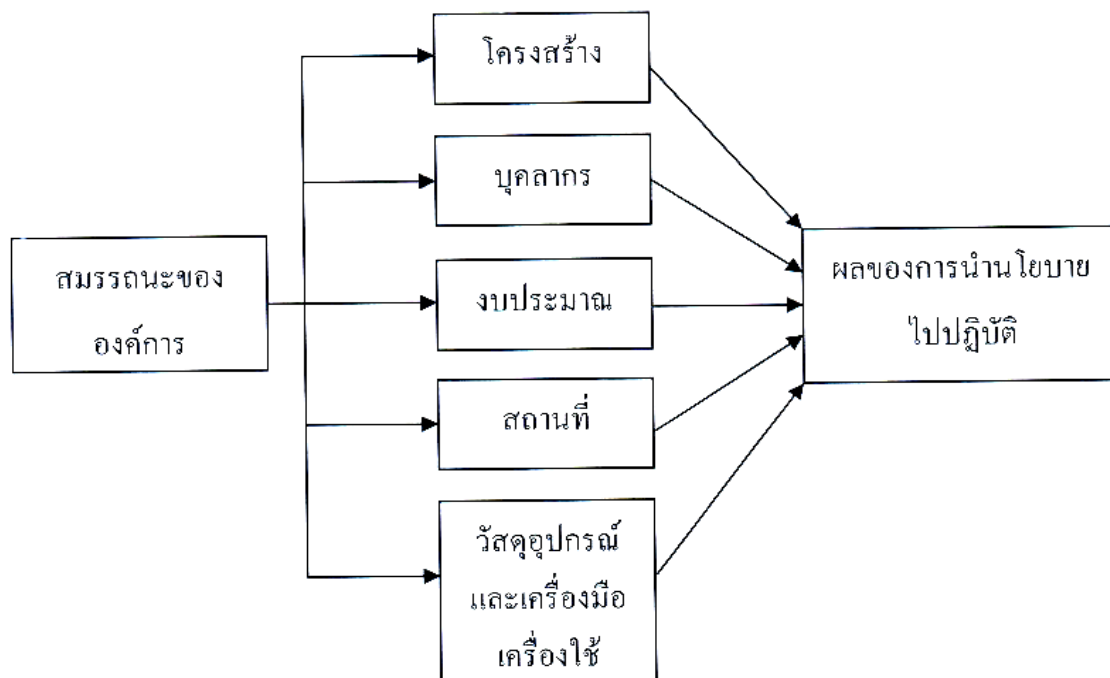 สมรรถนะของ
องค์การ
โครงสร้าง
บุคลากร
งบประมาณ
สถานที่
วัสดุอุปกรณ์
และเครื่องมือ
เครื่องใช้
ผลของการนำนโยบาย
ไปปฏิบัติ